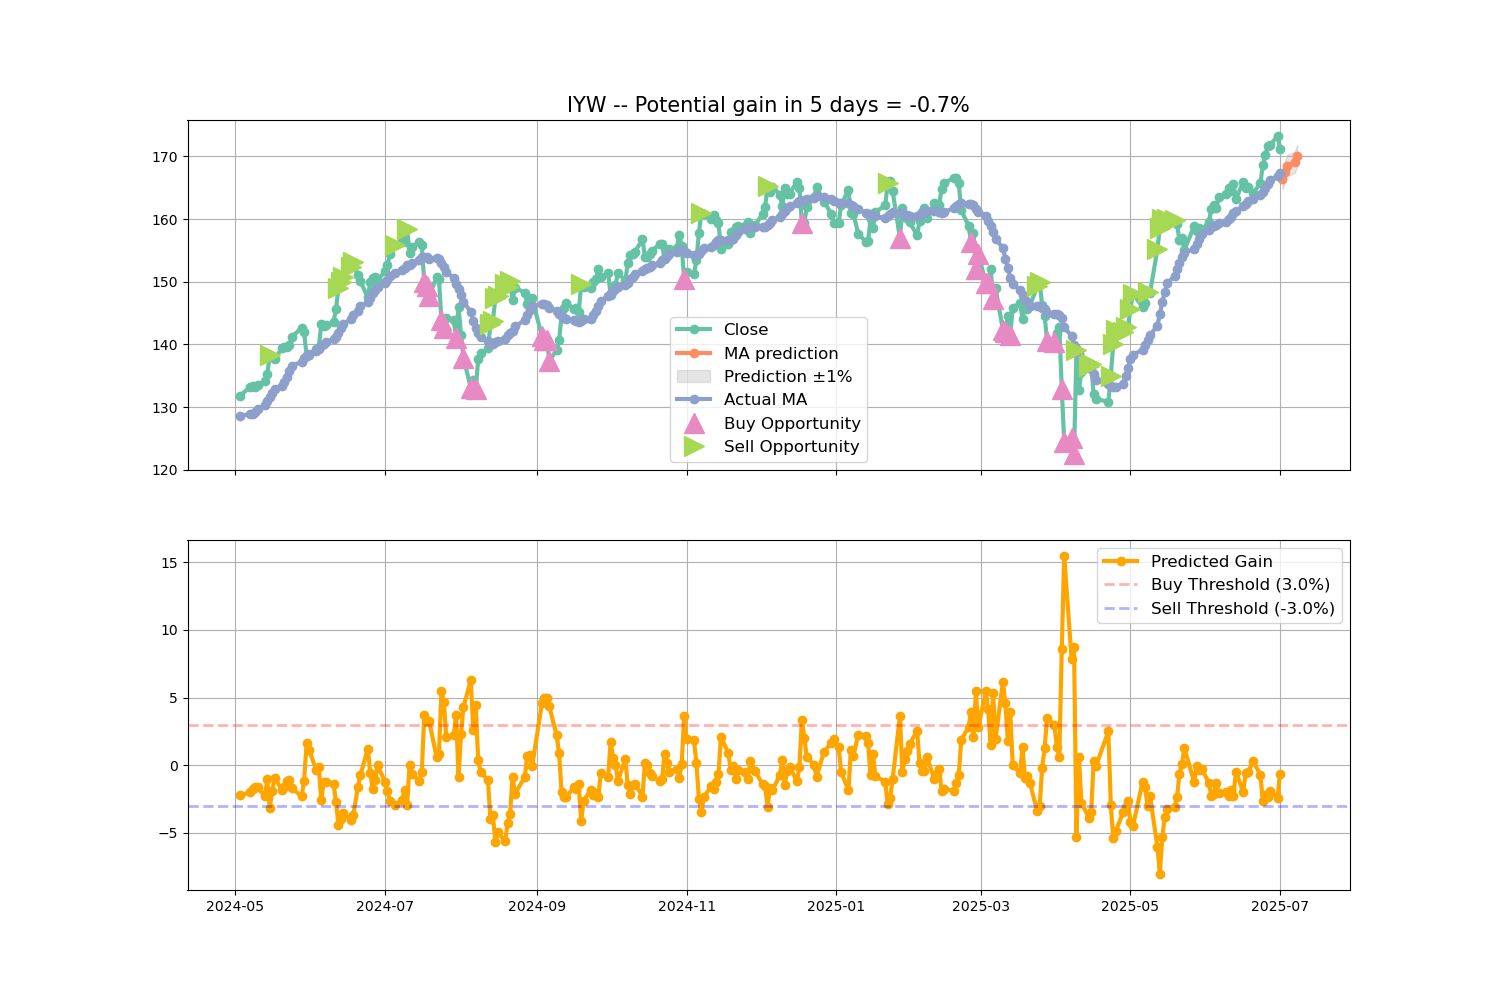 IYW -- Potential gain in 5 days = -0.7%
170
160
150
140
130
120
Close
MA prediction
Prediction ±1%
Actual MA
Buy Opportunity
Sell Opportunity
15
10
5
0
−5
Predicted Gain
Buy Threshold (3.0%)
Sell Threshold (-3.0%)
2024-05
2024-07
2024-09
2024-11
2025-01
2025-03
2025-05
2025-07